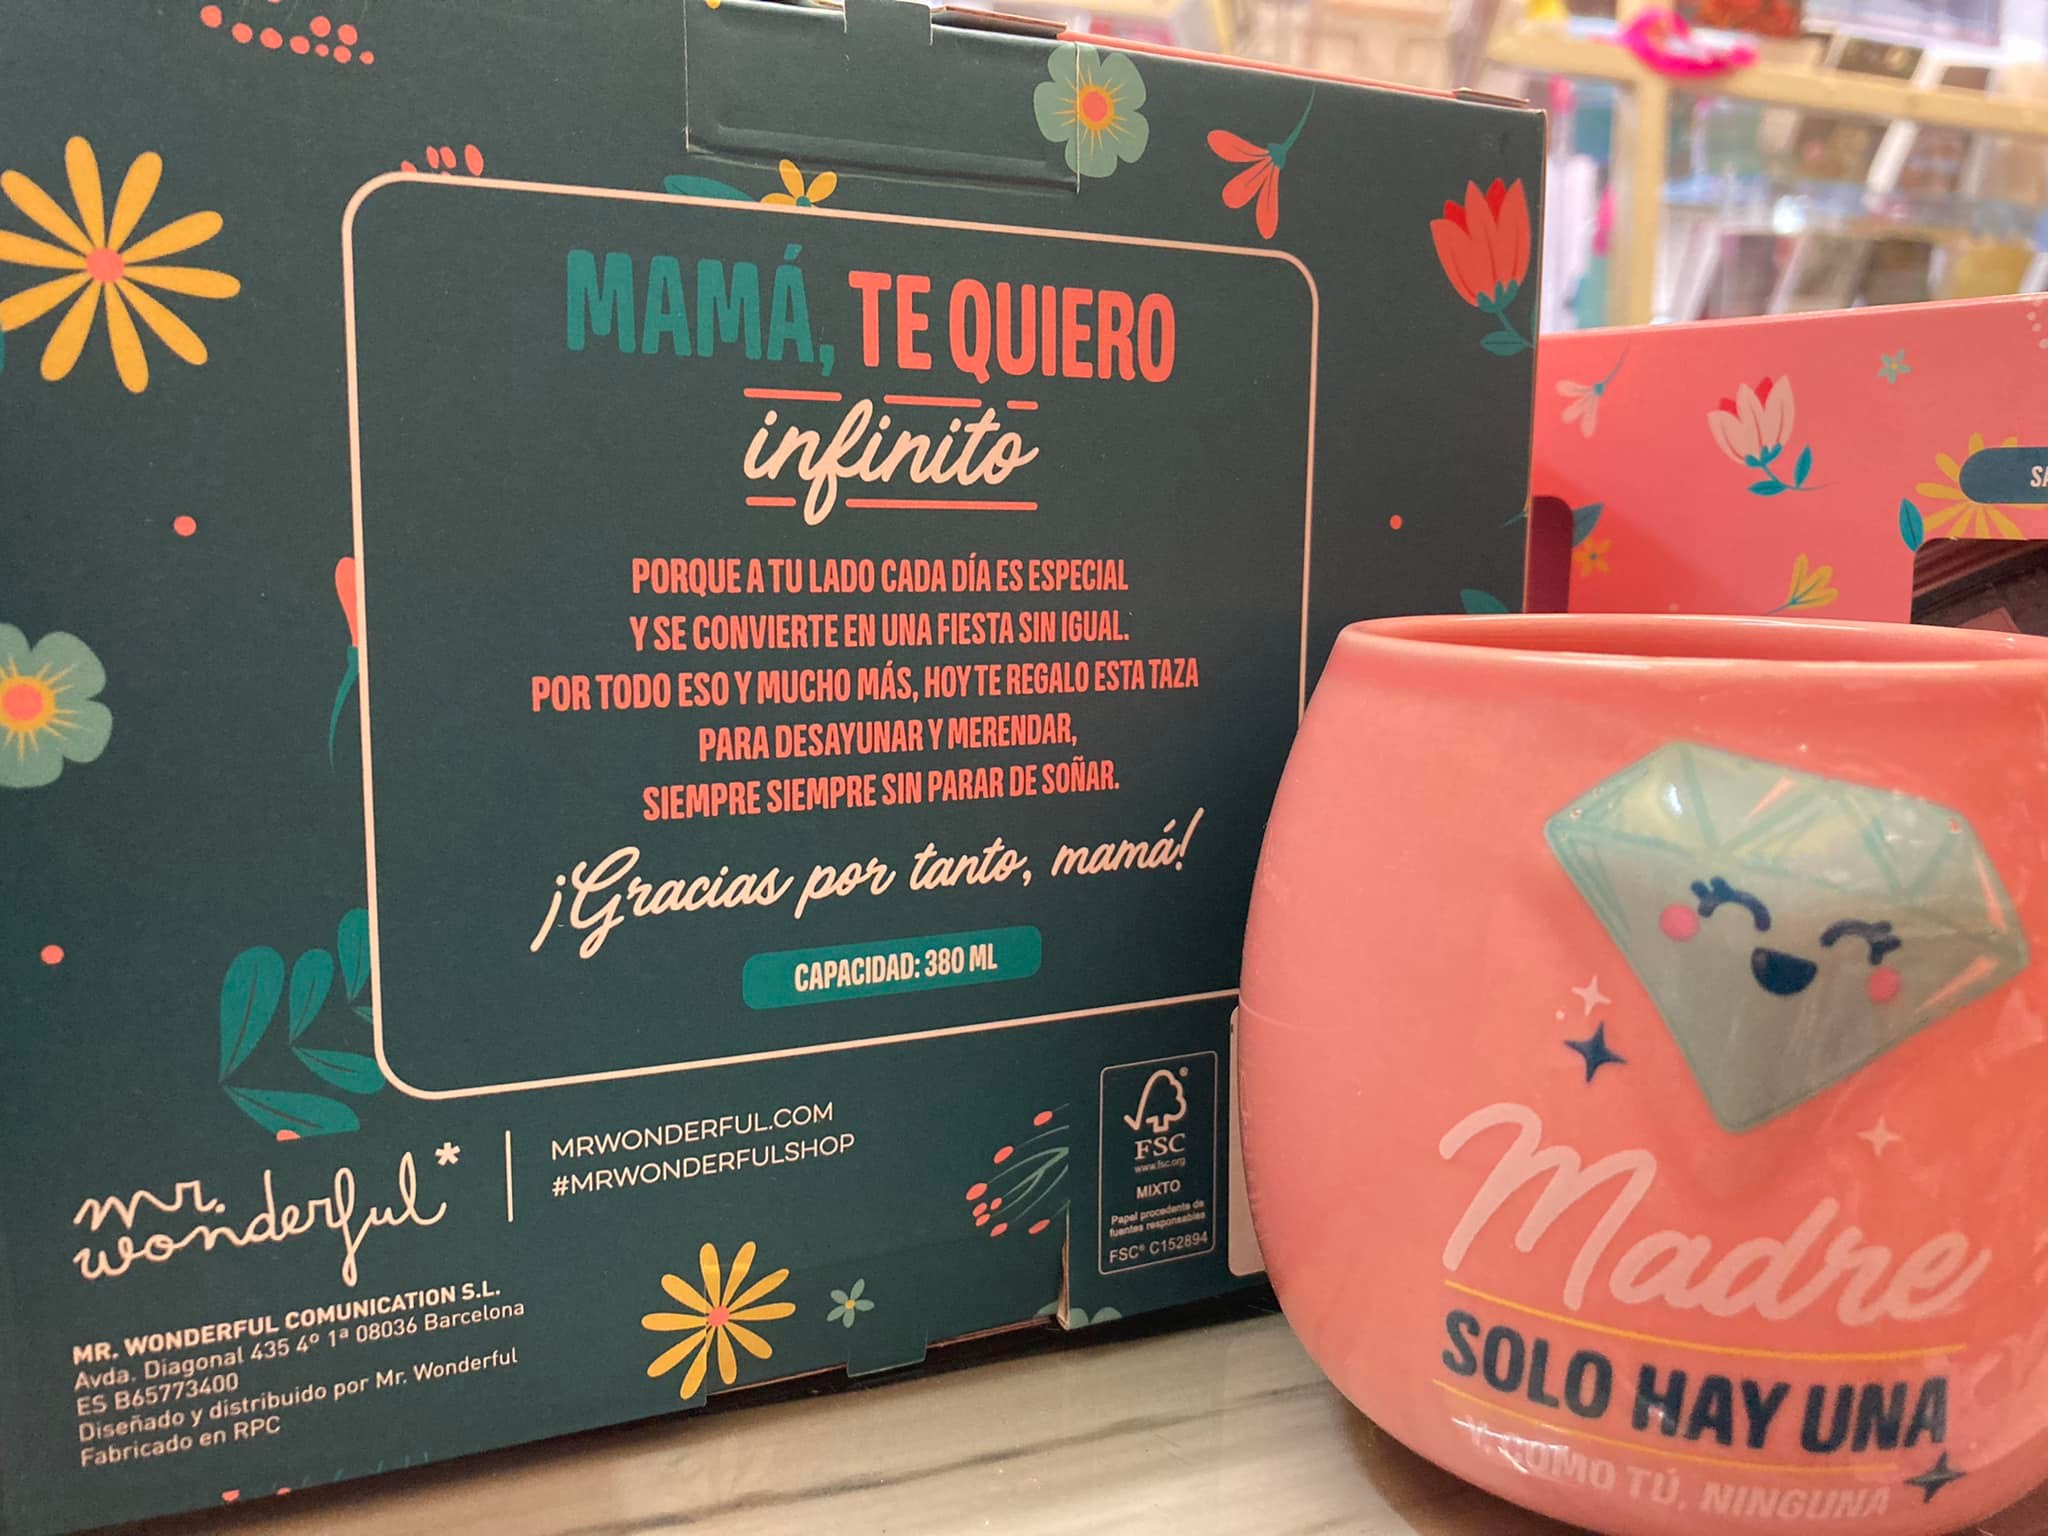 MAMÁ, TE QUIERO
infinito
PORQUE A TU LADO CADA DÍA ES ESPECIAL
Y SE CONVIERTE EN UNA FIESTA SIN IGUAL.
POR TODO ESO Y MUCHO MÁS, HOY TE REGALO ESTA TAZA
PARA DESAYUNAR Y MERENDAR,
SIEMPRE SIEMPRE SIN PARAR DE SOÑAR.
¡Gracias por tanto, mamá!
CAPACIDAD: 380 ML
mr.
wonderful*
MRWONDERFUL.COM
#MRWONDERFULSHOP
MR. WONDERFUL COMUNICATION S.L.
Avda. Diagonal 435 4º 1ª 08036 Barcelona
ES B65773400
Diseñado y distribuido por Mr. Wonderful
Fabricado en RPC
FSC
www.fsc.org
MIXTO
Papel procedente de
fuentes responsables
FSC® C152894
Madre
SOLO HAY UNA
Y, COMO TÚ, NINGUNA